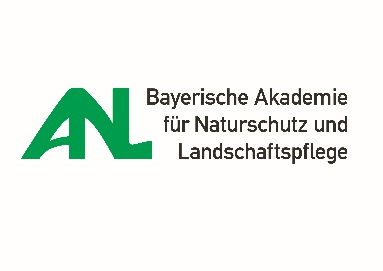 ANL
Bayerische Akademie
für Naturschutz und
Landschaftspflege